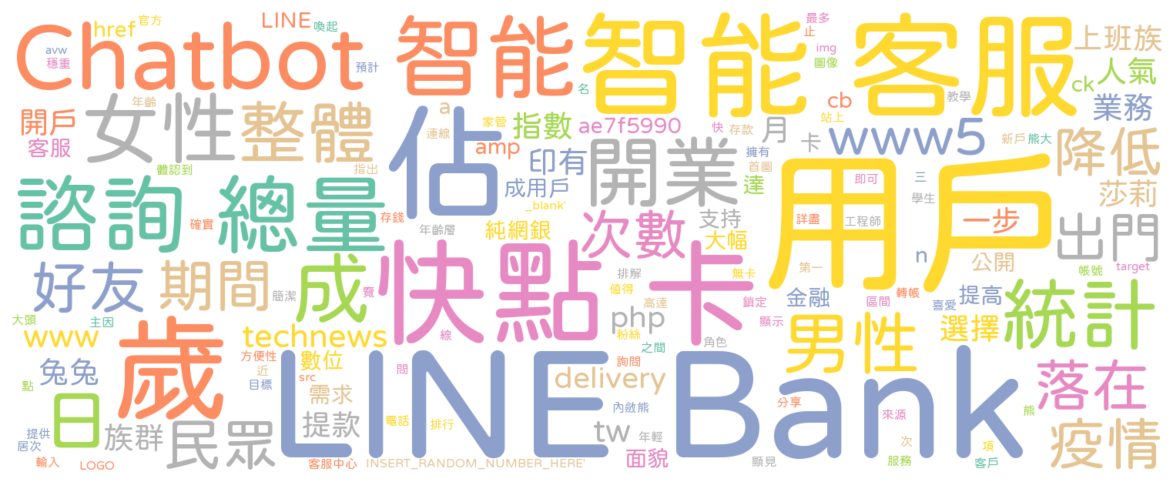 Chatbot
智能
智能 客服
LINE
喚起
href
官方
avw
穩重
預計
最多
止
img
圖像
上班族
人氣
ck
業務
cb
站上
教學
開戶
客服
年齡
女性
整體
體認到
指出
a
連線
家管
amp
佔
指數
ae7f5990
快
存款
月
卡
www5
新戶
熊大
降低
莎莉
印有
成用戶
_blank'
開業
擁有
首圖
達
即可
三
學生
詳盡
工程師
用戶
一步
出門
諮詢 總量
確實
存錢
年齡層
純網銀
次數
支持
大幅
無卡
n
第一
公開
帳號
target
好友
期間
簡潔
成
寬
快點 卡
排解
值得
高達
銷定
顯示
金融
區間
轉帳
喜愛
提高
統計
大頭
主因
www
technews
線
php
粉絲
之間
角色
男性
選擇
兔兔
方便性
近
目標
數位
src
問
詢問
delivery
落在
點
日
歲
LINE Bank
需求
內斂熊
分享
來源
熊
提供
居次
族群
民眾
提款
電話
排行
tw
年輕
次
項
疫情
輸入
LOGO
客服中心
INSERT_RANDOM_NUMBER_HERE'
面貌
顯見
服務
客戶